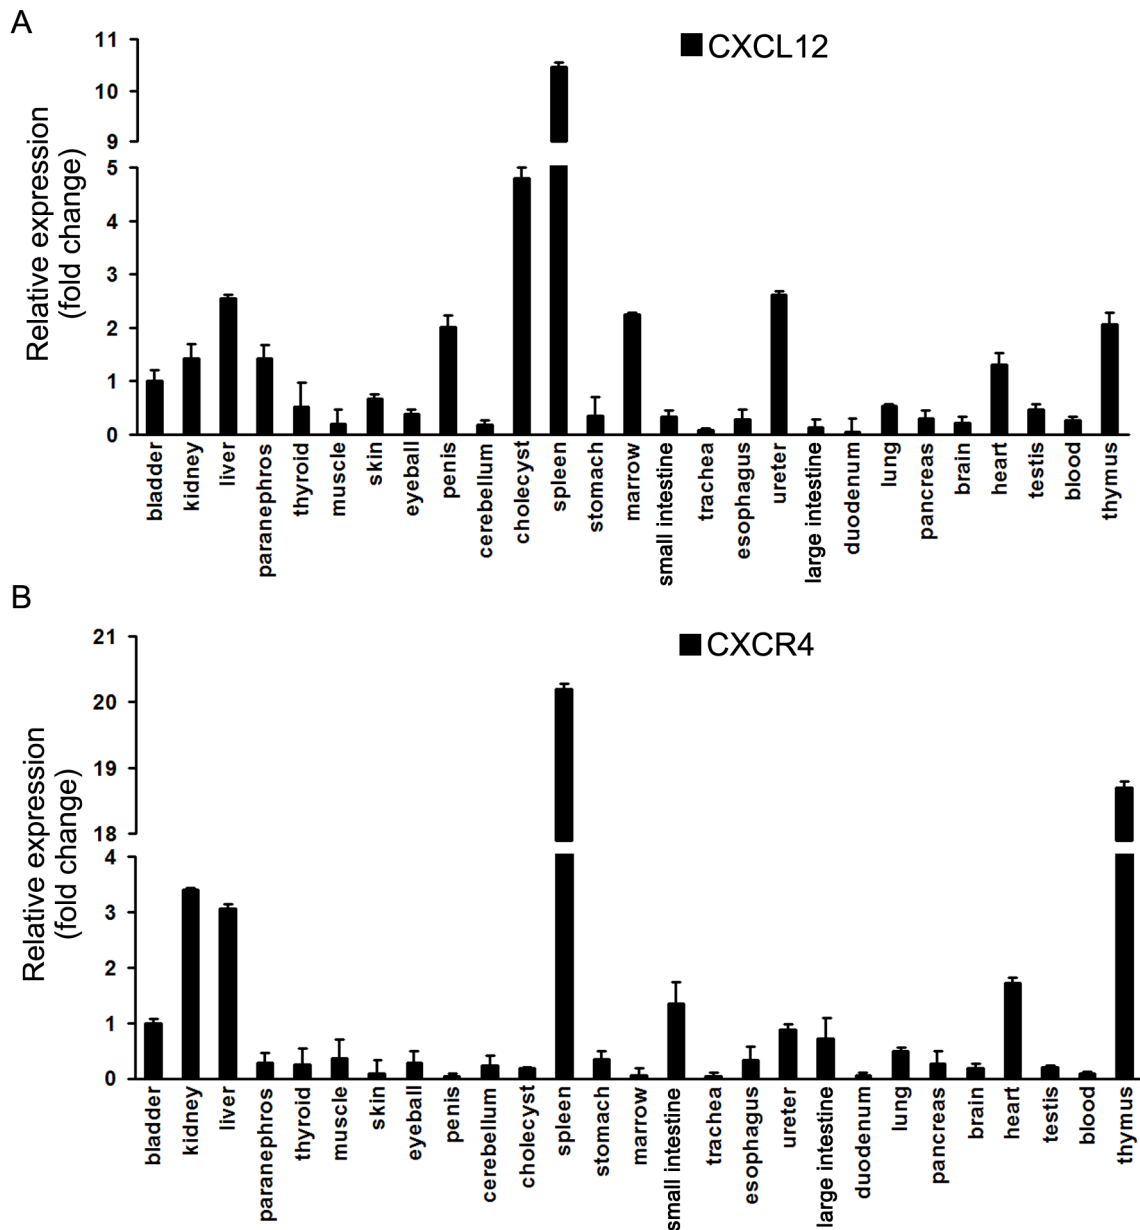 A
CXCL12
Relative expression
(fold change)
11
10
9
5
4
3
2
1
0
bladder
kidney
liver
paranephros
thyroid
muscle
skin
eyeball
penis
cerebellum
cholecyst
spleen
stomach
marrow
small intestine
trachea
esophagus
ureter
large intestine
duodenum
lung
pancreas
brain
heart
testis
blood
thymus
B
CXCR4
Relative expression
(fold change)
21
20
19
18
4
3
2
1
0
bladder
kidney
liver
paranephros
thyroid
muscle
skin
eyeball
penis
cerebellum
cholecyst
spleen
stomach
marrow
small intestine
trachea
esophagus
ureter
large intestine
duodenum
lung
pancreas
brain
heart
testis
blood
thymus